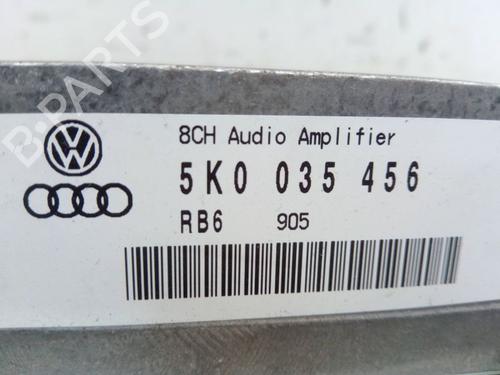 B-PARTS
8CH Audio Amplifier
5K0 035 456
RB6 905